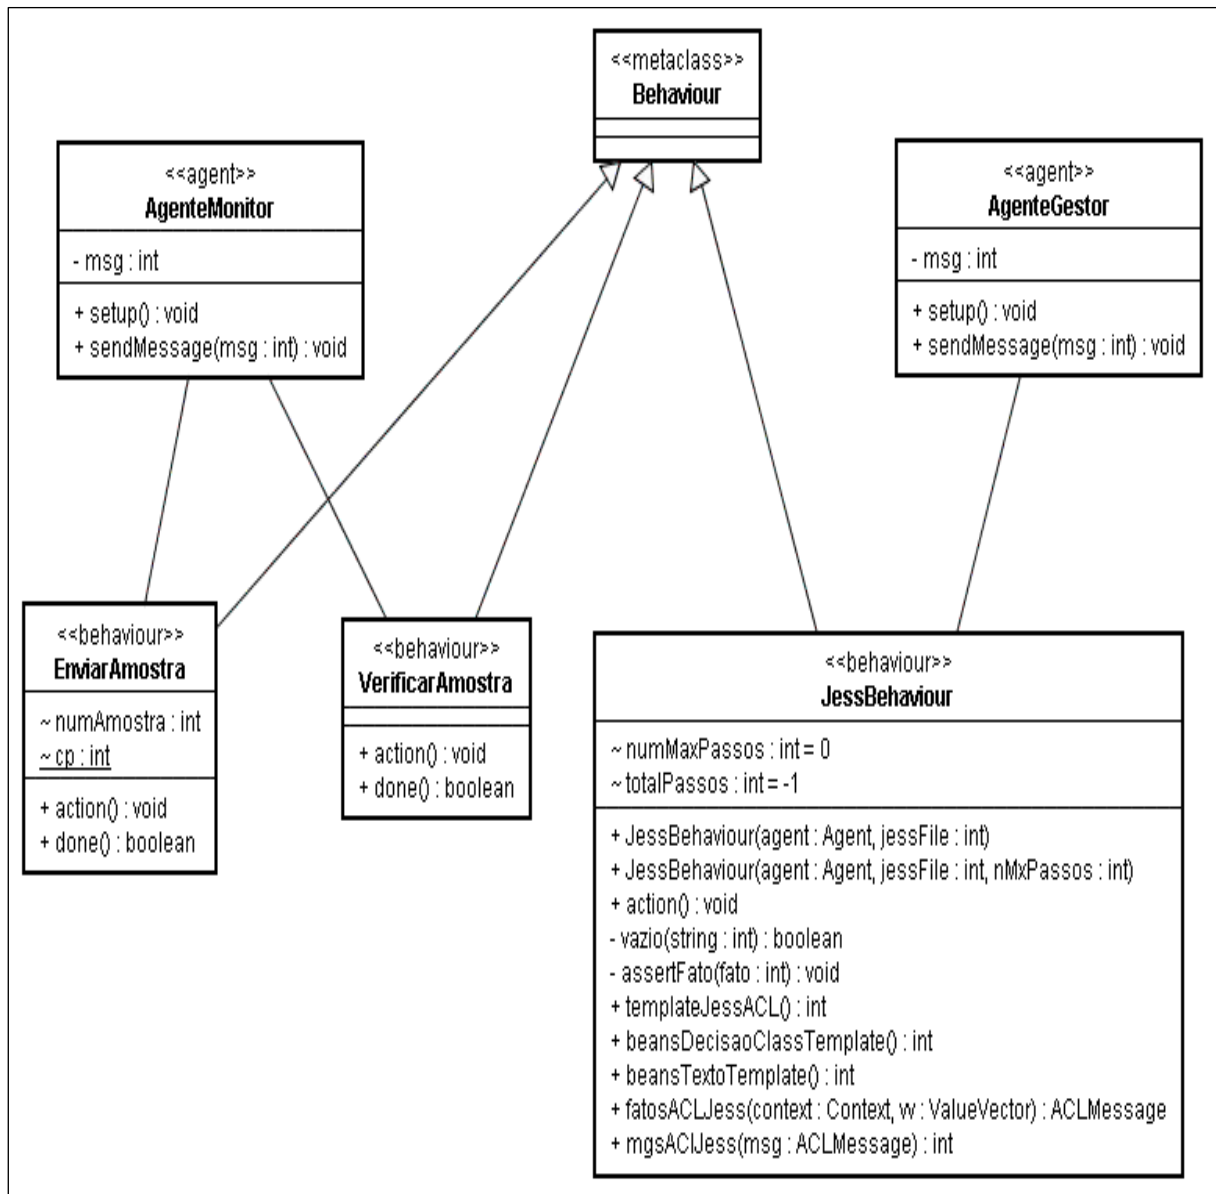 <<metaclass>>
Behaviour
<<agent>>
AgenteMonitor
- msg : int
+ setup() : void
+ sendMessage(msg : int) : void
<<agent>>
AgenteGestor
- msg : int
+ setup() : void
+ sendMessage(msg : int) : void
<<behaviour>>
EnviarAmostra
~ numAmostra : int
~ cp : int
+ action() : void
+ done() : boolean
<<behaviour>>
VerificarAmostra
+ action() : void
+ done() : boolean
<<behaviour>>
JessBehaviour
~ numMaxPassos : int = 0
~ totalPassos : int = -1
+ JessBehaviour(agent : Agent, jessFile : int)
+ JessBehaviour(agent : Agent, jessFile : int, nMxPassos : int)
+ action() : void
- vazio(string : int) : boolean
- assertFato(fato : int) : void
+ templateJessACL() : int
+ beansDecisaoClassTemplate() : int
+ beansTextoTemplate() : int
+ fatosACLJess(context : Context, vv : ValueVector) : ACLMessage
+ mgsAClJess(msg : ACLMessage) : int